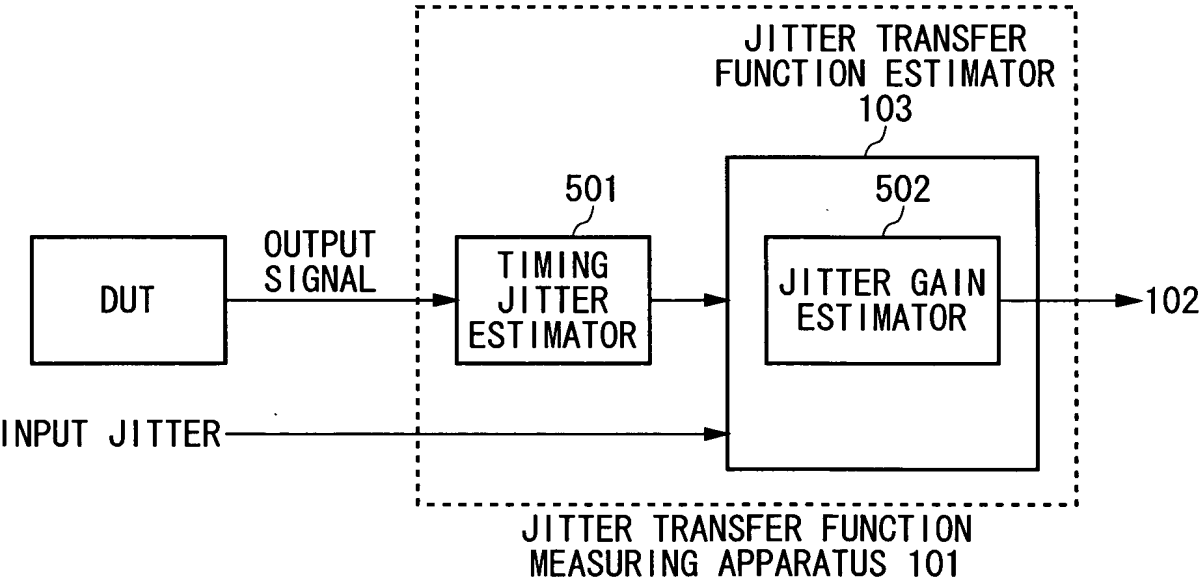 JITTER TRANSFER
FUNCTION ESTIMATOR
103
501
502
DUT
OUTPUT
SIGNAL
TIMING
JITTER
ESTIMATOR
JITTER GAIN
ESTIMATOR
102
INPUT JITTER
JITTER TRANSFER FUNCTION
MEASURING APPARATUS 101